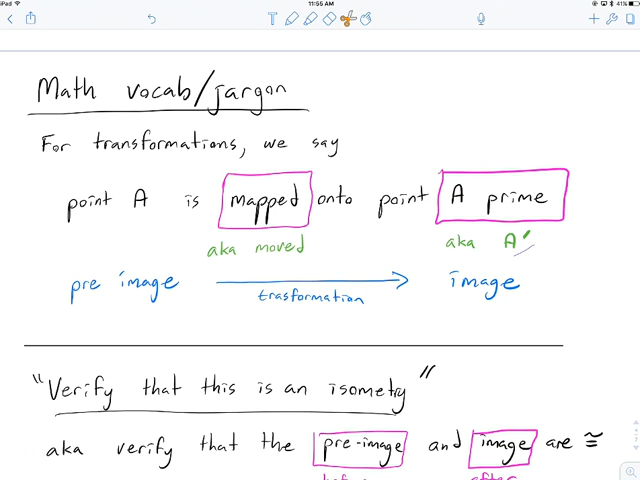 iPad
11:55 AM
41%
T
Math vocab/jargon
For transformations, we say
point A is mapped onto point A prime
aka moved
aka A'
pre image
trasformation
image
"Verify that this is an isometry"
aka verify that the pre-image and image are ≅